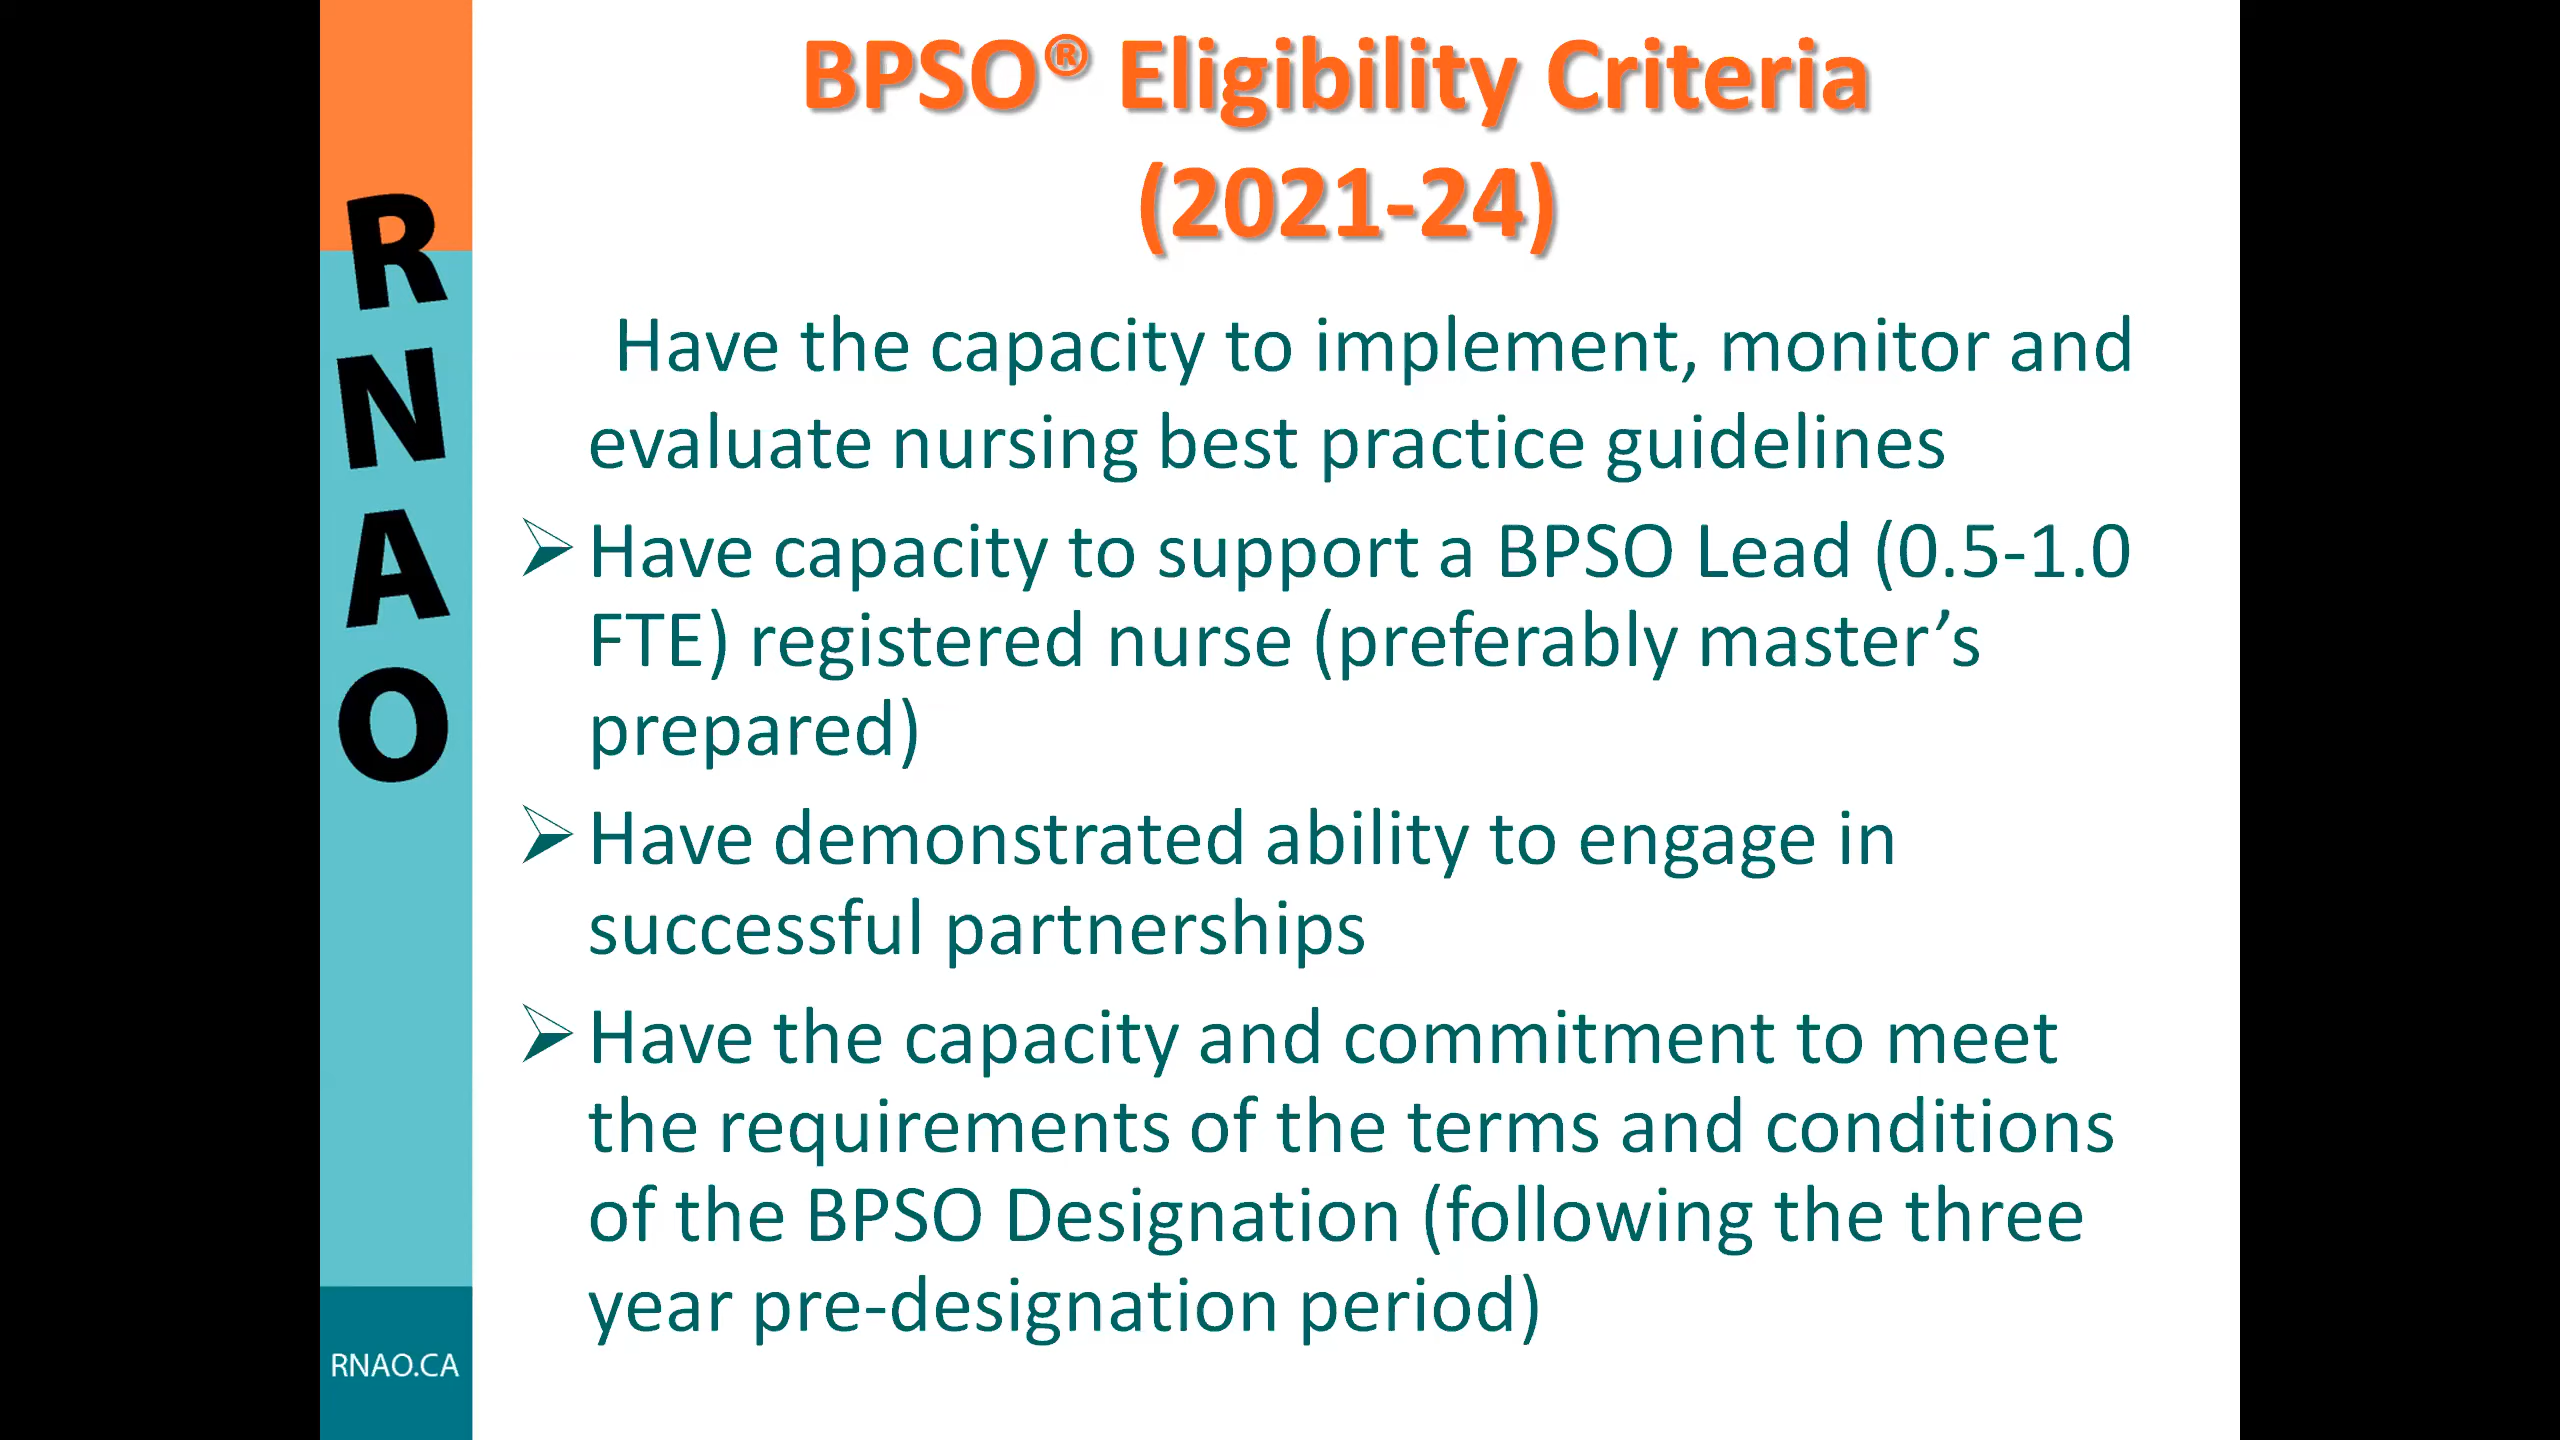 BPSO® Eligibility Criteria
(2021-24)
RNAO
Have the capacity to implement, monitor and
evaluate nursing best practice guidelines
➢ Have capacity to support a BPSO Lead (0.5-1.0
FTE) registered nurse (preferably master’s
prepared)
➢ Have demonstrated ability to engage in
successful partnerships
➢ Have the capacity and commitment to meet
the requirements of the terms and conditions
of the BPSO Designation (following the three
year pre-designation period)
RNAO.CA